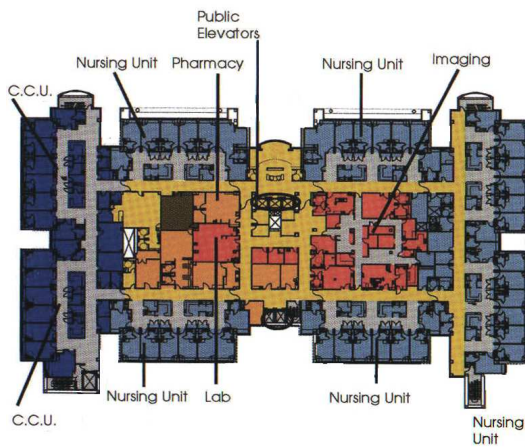 Public
Elevators
Nursing Unit
Pharmacy
Nursing Unit
Imaging
C.C.U.
Nursing Unit
Lab
Nursing Unit
C.C.U.
Nursing
Unit